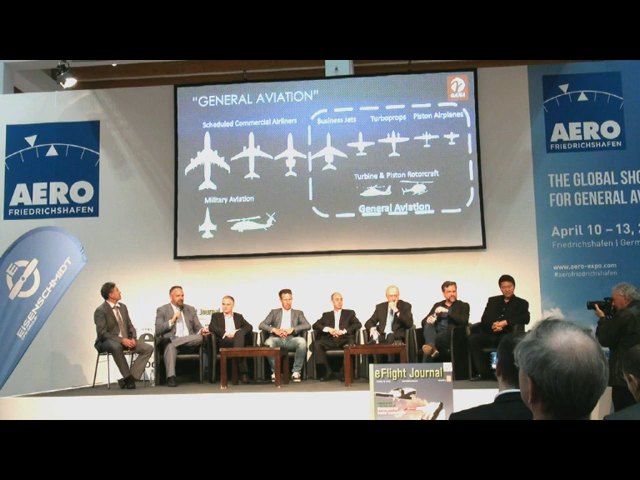 "GENERAL AVIATION"
Scheduled Commercial Airliners
Business Jets
Turboprops
Piston Airplanes
Turbine & Piston Rotorcraft
Military Aviation
General Aviation
AERO
FRIEDRICHSHAFEN
EISENSCHMIDT
AERO
FRIEDRICHSHAFEN
THE GLOBAL SHO
FOR GENERAL AV
April 10 – 13, 2
Friedrichshafen | Germ
www.aero-expo.com
#aerofriedrichshafen
Journal
eFlight Journal